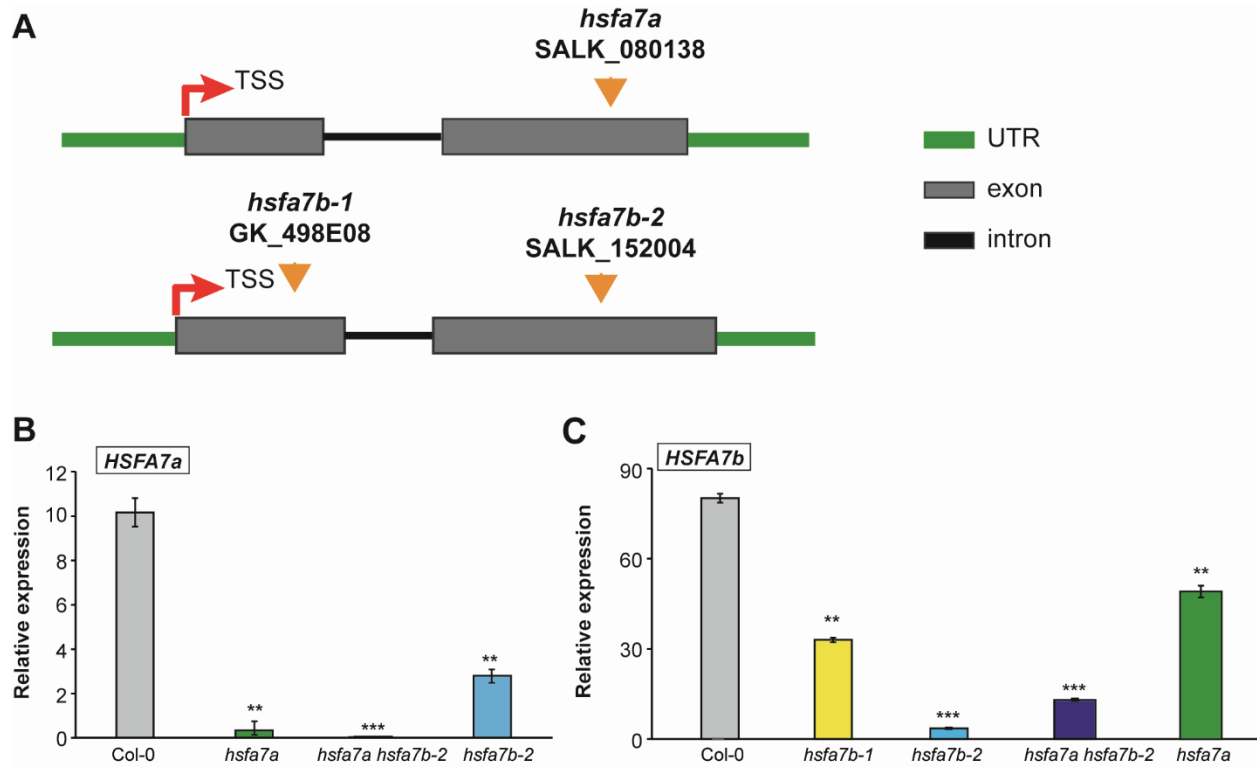 A
hsfa7a
SALK_080138
TSS
UTR
exon
intron
hsfa7b-1
GK_498E08
hsfa7b-2
SALK_152004
TSS
B
HSFA7a
Relative expression
12
10
8
6
4
2
0
**
***
**
Col-0 hsfa7a hsfa7a hsfa7b-2 hsfa7b-2
C
HSFA7b
Relative expression
90
60
30
0
**
***
***
**
Col-0 hsfa7b-1 hsfa7b-2 hsfa7a hsfa7b-2 hsfa7a